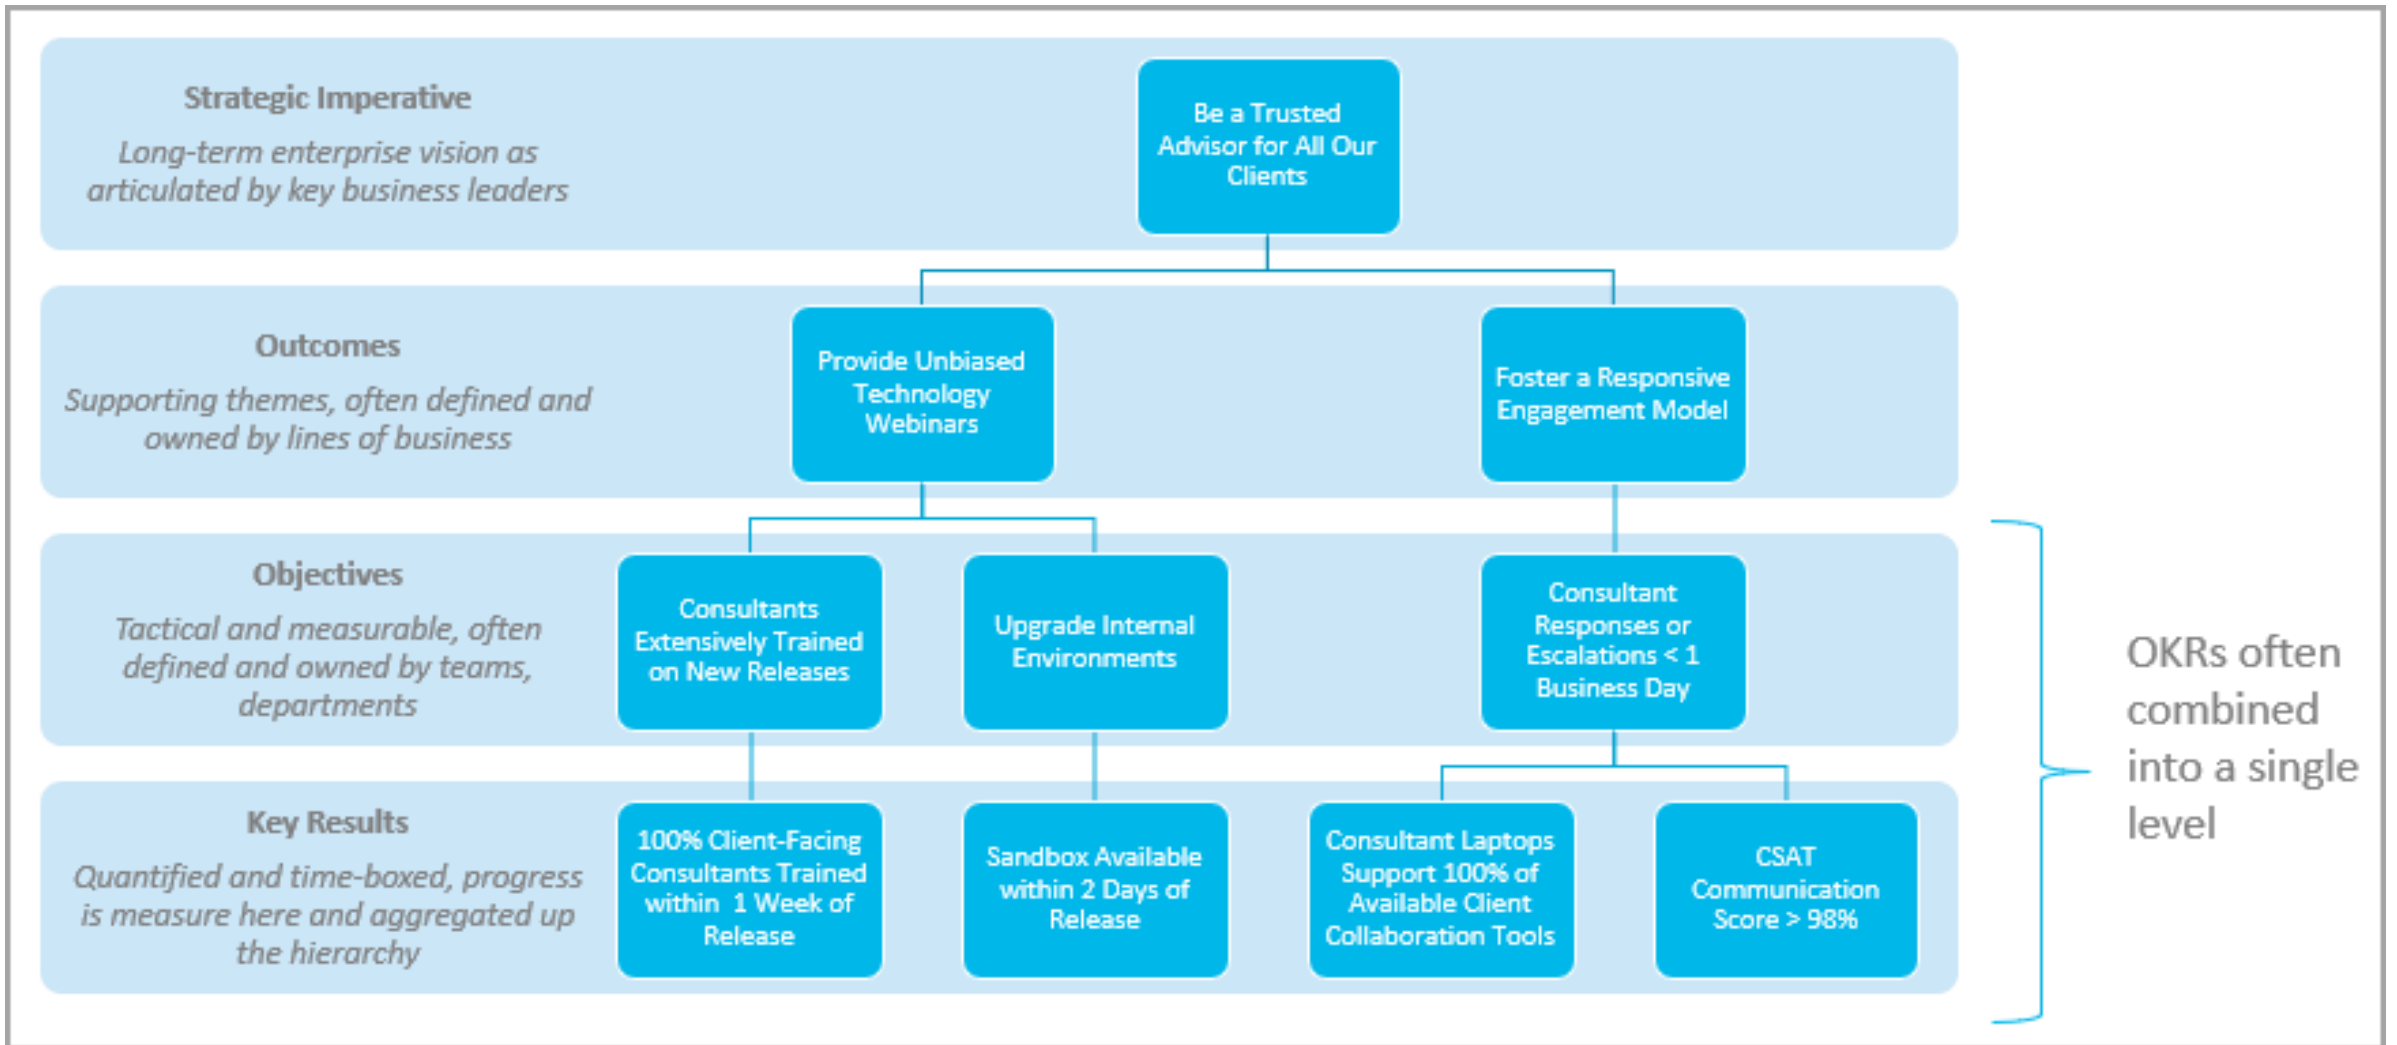 Strategic Imperative
Long-term enterprise vision as
articulated by key business leaders
Be a Trusted
Advisor for All Our
Clients
Outcomes
Supporting themes, often defined and
owned by lines of business
Provide Unbiased
Technology
Webinars
Foster a Responsive
Engagement Model
Objectives
Tactical and measurable, often
defined and owned by teams,
departments
Consultants
Extensively Trained
on New Releases
Upgrade Internal
Environments
Consultant
Responses or
Escalations < 1
Business Day
Key Results
Quantified and time-boxed, progress
is measure here and aggregated up
the hierarchy
100% Client-Facing
Consultants Trained
within 1 Week of
Release
Sandbox Available
within 2 Days of
Release
Consultant Laptops
Support 100% of
Available Client
Collaboration Tools
CSAT
Communication
Score > 98%
OKRs often
combined
into a single
level